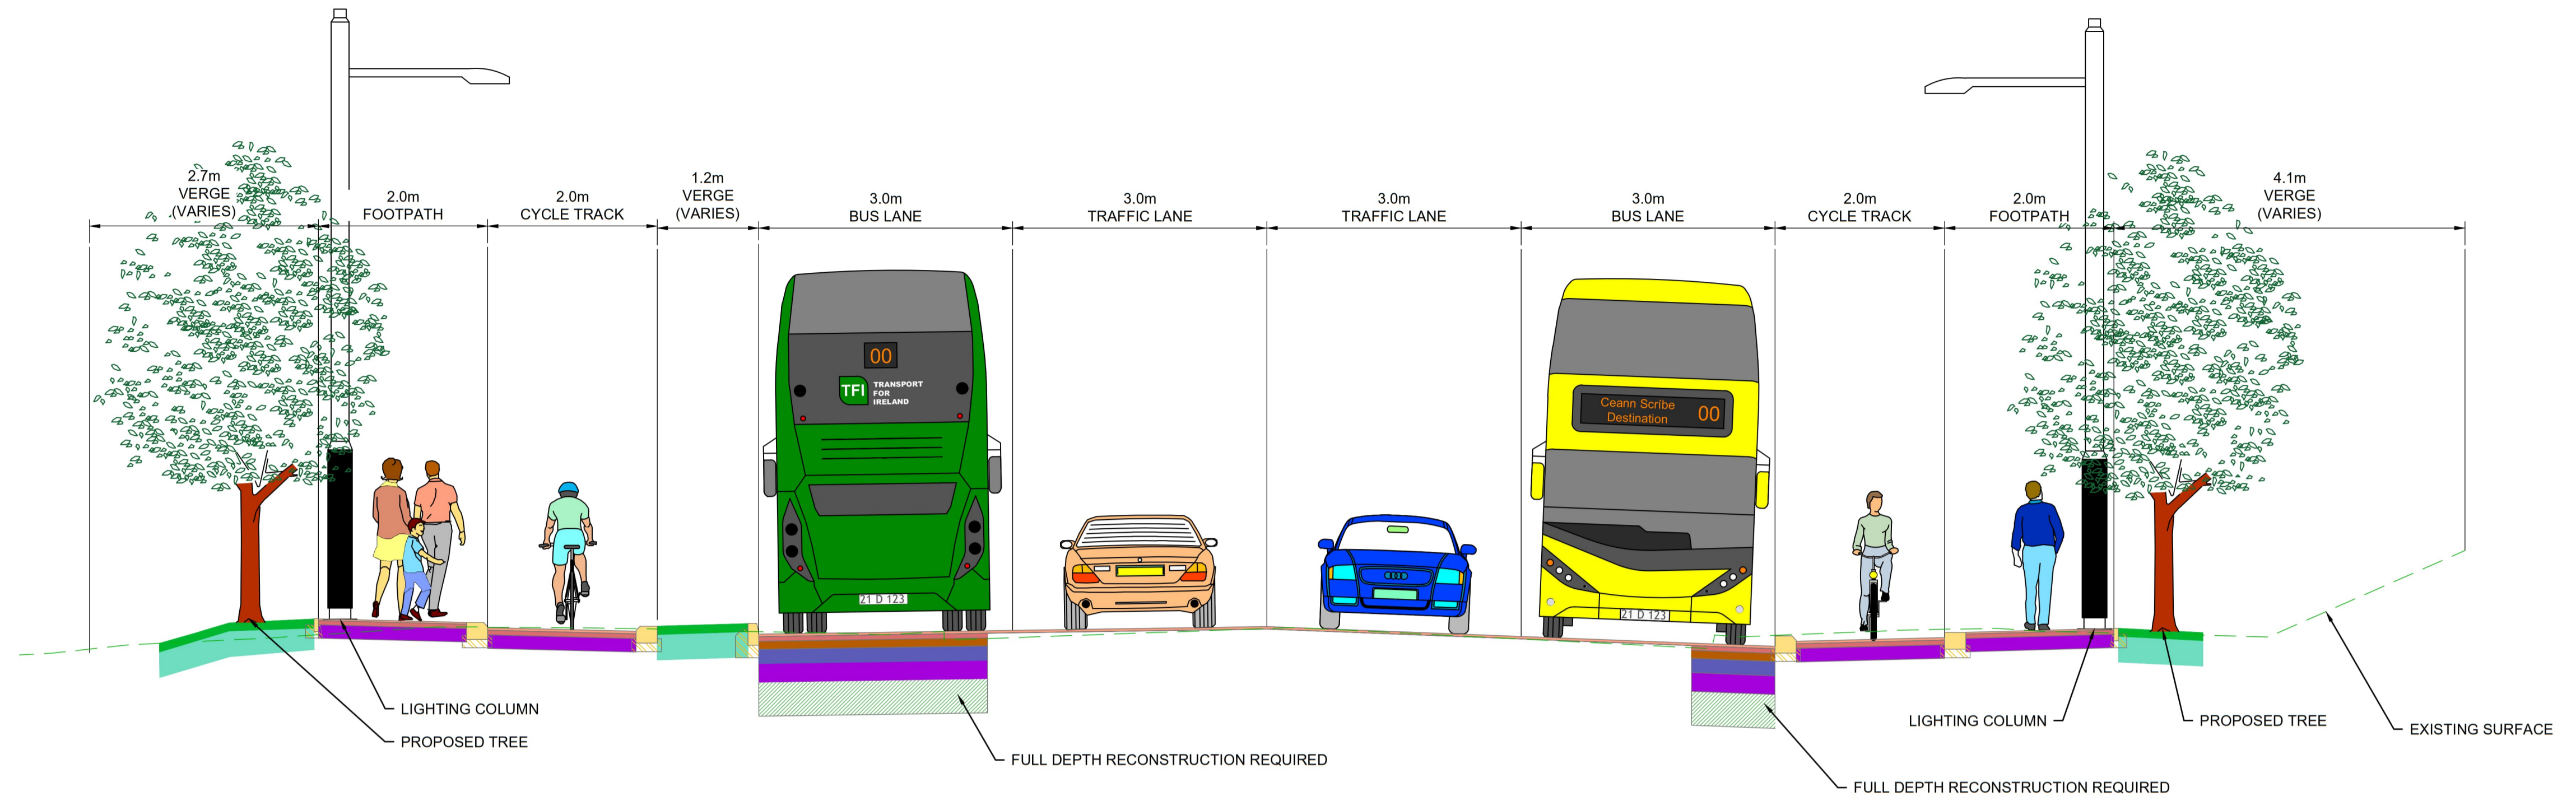 2.7m
VERGE
(VARIES)
2.0m
FOOTPATH
2.0m
CYCLE TRACK
1.2m
VERGE
(VARIES)
3.0m
BUS LANE
3.0m
TRAFFIC LANE
3.0m
TRAFFIC LANE
3.0m
BUS LANE
2.0m
CYCLE TRACK
2.0m
FOOTPATH
4.1m
VERGE
(VARIES)
00
TFI
TRANSPORT
FOR
IRELAND
21 D 123
Ceann Scríbe
Destination
00
21 D 123
LIGHTING COLUMN
PROPOSED TREE
FULL DEPTH RECONSTRUCTION REQUIRED
LIGHTING COLUMN
PROPOSED TREE
EXISTING SURFACE
FULL DEPTH RECONSTRUCTION REQUIRED